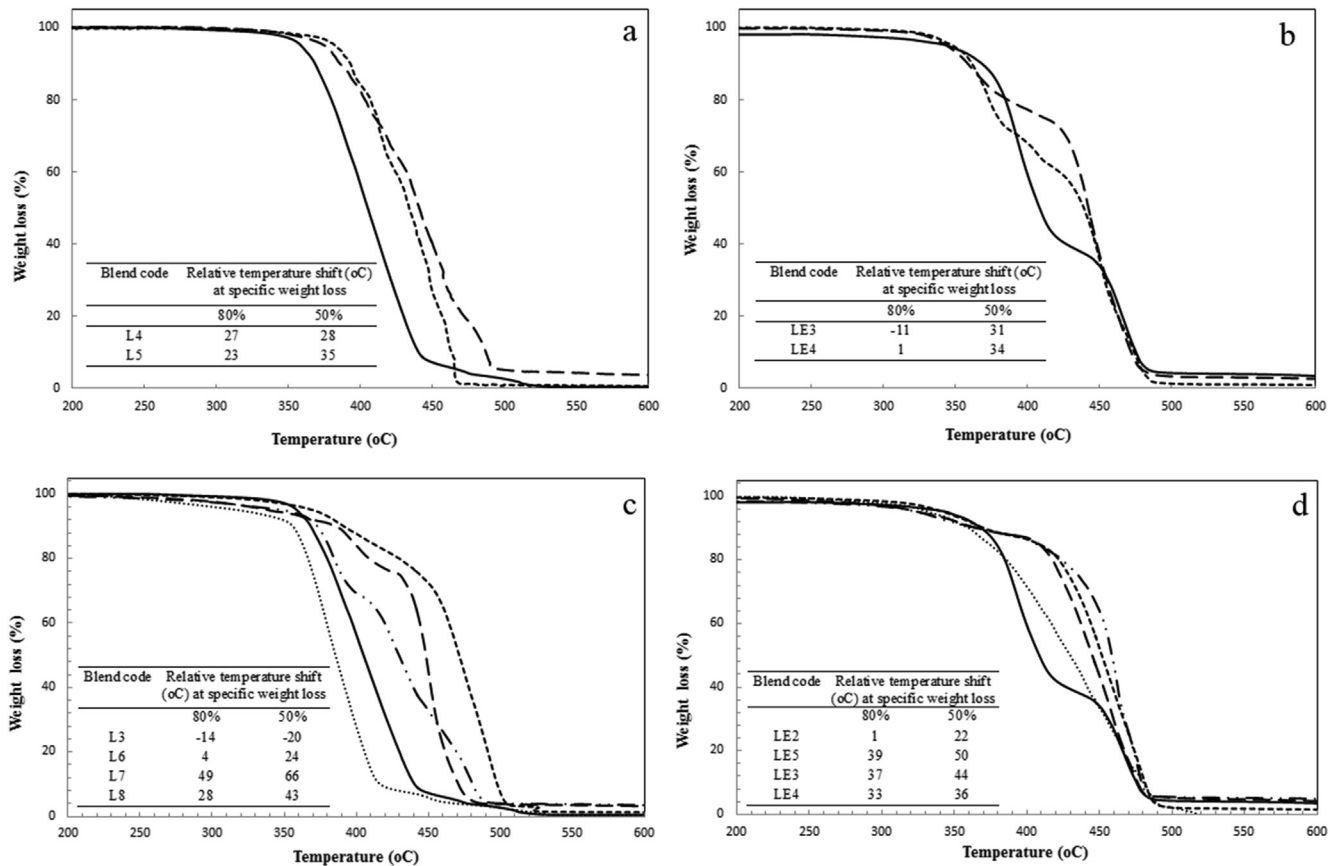 a
100
80
60
40
20
0
Weight loss (%)
Blend code Relative temperature shift (oC)
at specific weight loss
80% 50%
L4 27 28
L5 23 35
200 250 300 350 400 450 500 550 600
Temperature (oC)
b
100
80
60
40
20
0
Weight loss (%)
Blend code Relative temperature shift (oC)
at specific weight loss
80% 50%
LE3 -11 31
LE4 1 34
200 250 300 350 400 450 500 550 600
Temperature (oC)
c
100
80
60
40
20
0
Weight loss (%)
Blend code Relative temperature shift
(oC) at specific weight loss
80% 50%
L3 -14 -20
L6 4 24
L7 49 66
L8 28 43
200 250 300 350 400 450 500 550 600
Temperature (oC)
d
100
80
60
40
20
0
Weight loss (%)
Blend code Relative temperature shift
(oC) at specific weight loss
80% 50%
LE2 1 22
LE5 39 50
LE3 37 44
LE4 33 36
200 250 300 350 400 450 500 550 600
Temperature (oC)